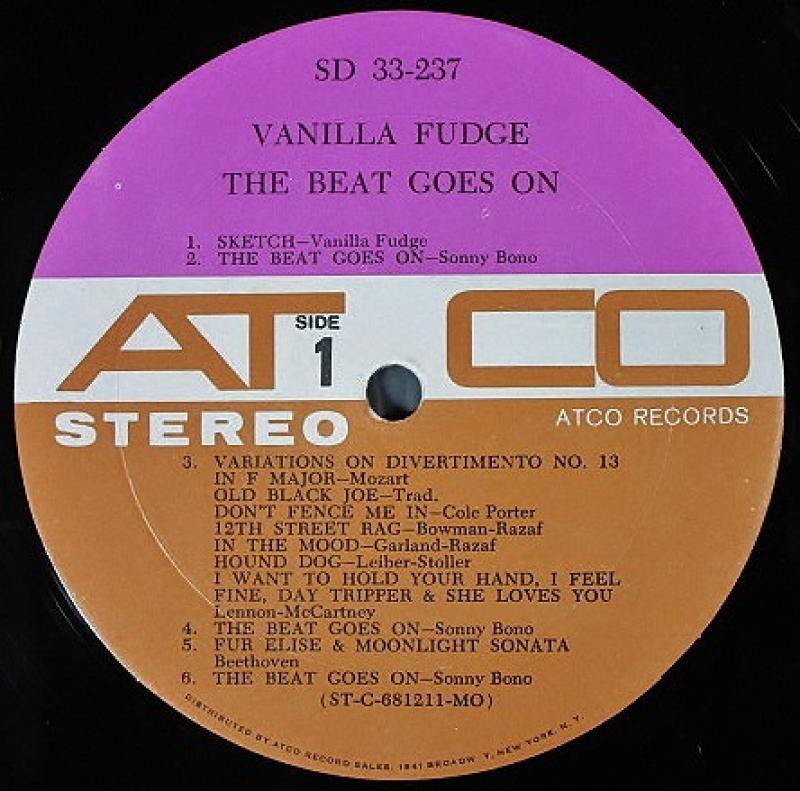 SD 33-237
VANILLA FUDGE
THE BEAT GOES ON
1. SKETCH—Vanilla Fudge
2. THE BEAT GOES ON—Sonny Bono
ATCO
SIDE
1
STEREO
ATCO RECORDS
3. VARIATIONS ON DIVERTIMENTO NO. 13
IN F MAJOR—Mozart
OLD BLACK JOE—Trad.
DON'T FENCE ME IN—Cole Porter
12TH STREET RAG—Bowman-Razaf
IN THE MOOD—Garland-Razaf
HOUND DOG—Leiber-Stoller
I WANT TO HOLD YOUR HAND, I FEEL
FINE, DAY TRIPPER & SHE LOVES YOU
Lennon-McCartney
4. THE BEAT GOES ON—Sonny Bono
5. FUR ELISE & MOONLIGHT SONATA
Beethoven
6. THE BEAT GOES ON—Sonny Bono
(ST-C-681211-MO)
DISTRIBUTED BY ATCO RECORD SALES, 1841 BROADW Y, NEW YORK, N. Y.